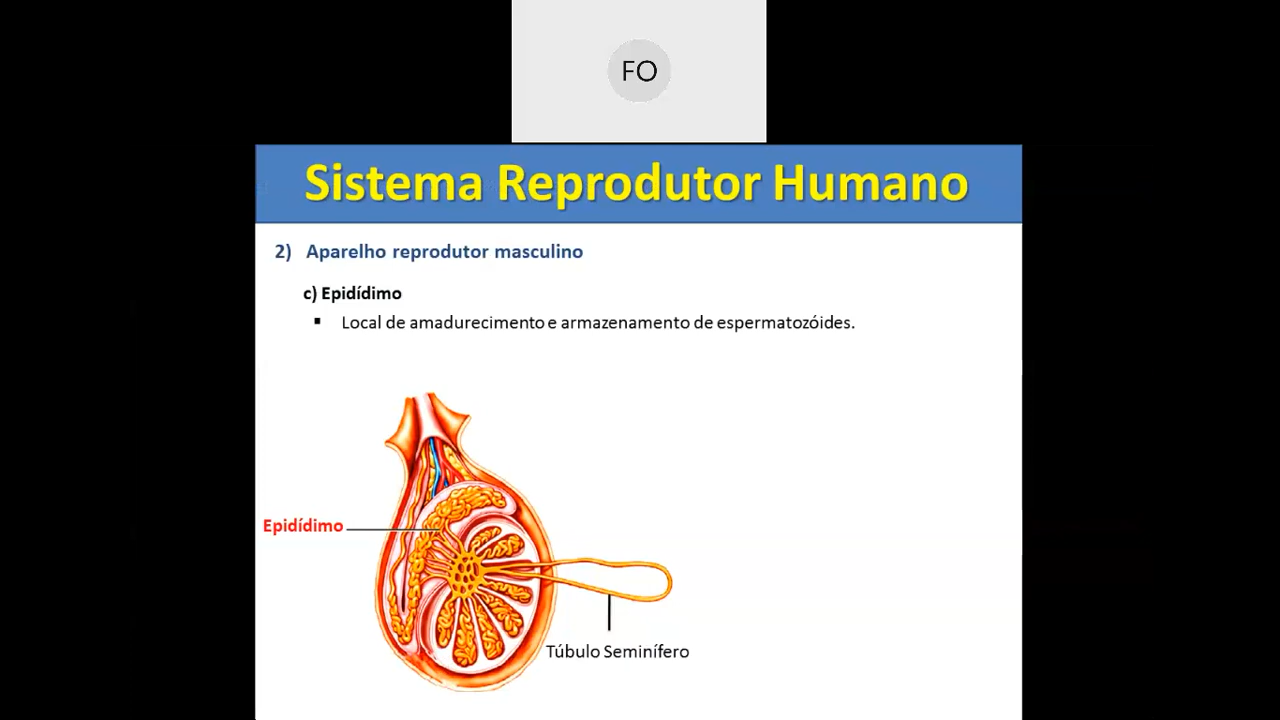 FO
Sistema Reprodutor Humano
2) Aparelho reprodutor masculino
c) Epidídimo
▪ Local de amadurecimento e armazenamento de espermatozóides.
Epidídimo
Túbulo Seminífero